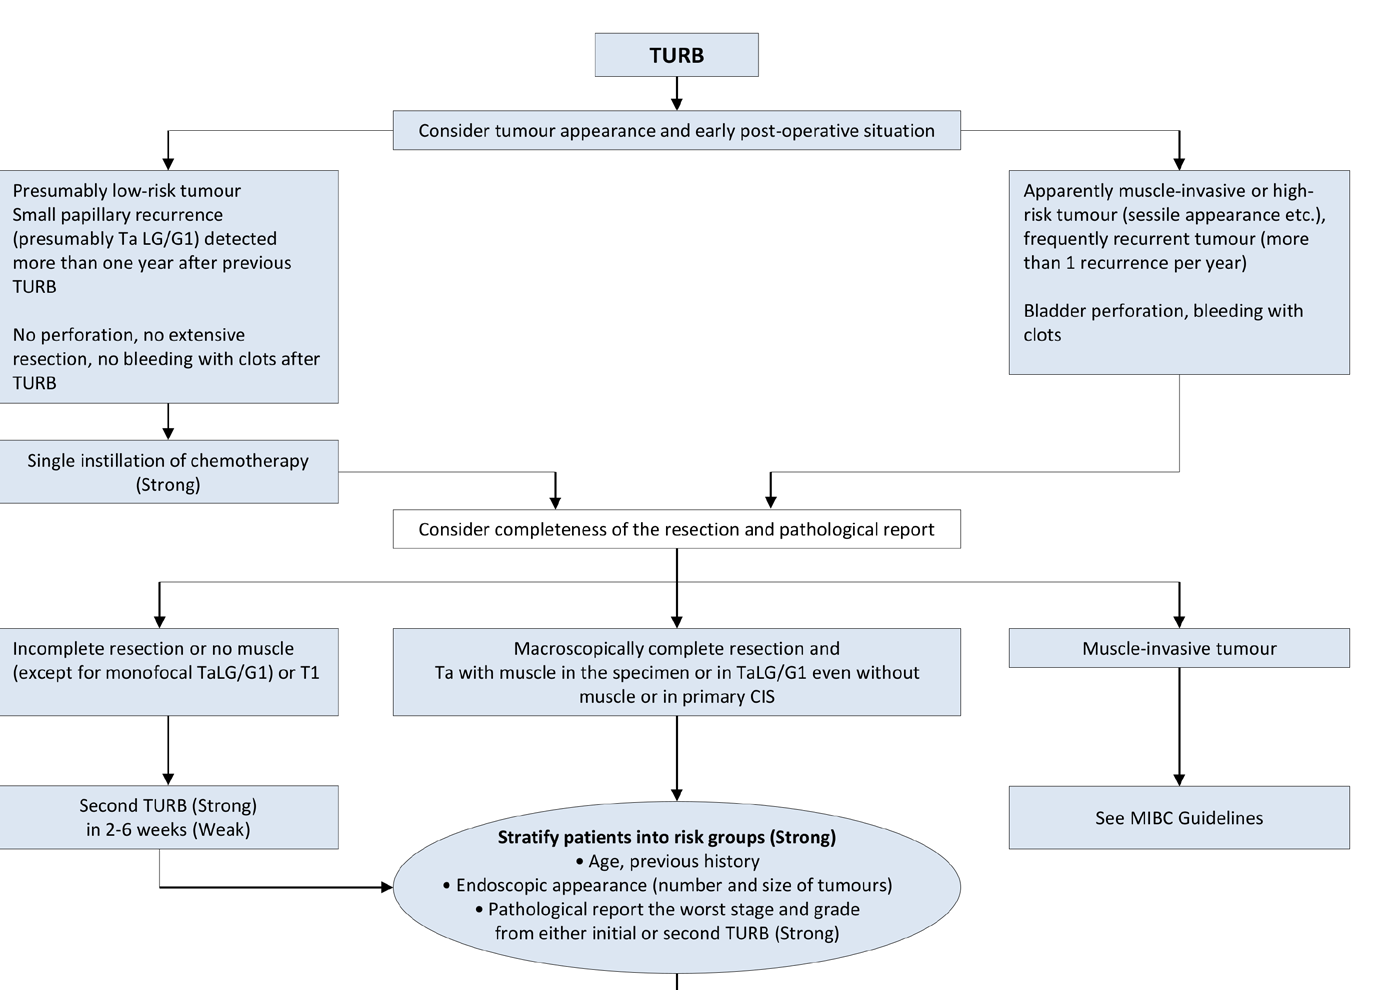 TURB
Consider tumour appearance and early post-operative situation
Presumably low-risk tumour
Small papillary recurrence
(presumably Ta LG/G1) detected
more than one year after previous
TURB
No perforation, no extensive
resection, no bleeding with clots after
TURB
Apparently muscle-invasive or high-
risk tumour (sessile appearance etc.),
frequently recurrent tumour (more
than 1 recurrence per year)
Bladder perforation, bleeding with
clots
Single instillation of chemotherapy
(Strong)
Consider completeness of the resection and pathological report
Incomplete resection or no muscle
(except for monofocal TaLG/G1) or T1
Macroscopically complete resection and
Ta with muscle in the specimen or in TaLG/G1 even without
muscle or in primary CIS
Muscle-invasive tumour
Second TURB (Strong)
in 2-6 weeks (Weak)
See MIBC Guidelines
Stratify patients into risk groups (Strong)
• Age, previous history
• Endoscopic appearance (number and size of tumours)
• Pathological report the worst stage and grade
from either initial or second TURB (Strong)